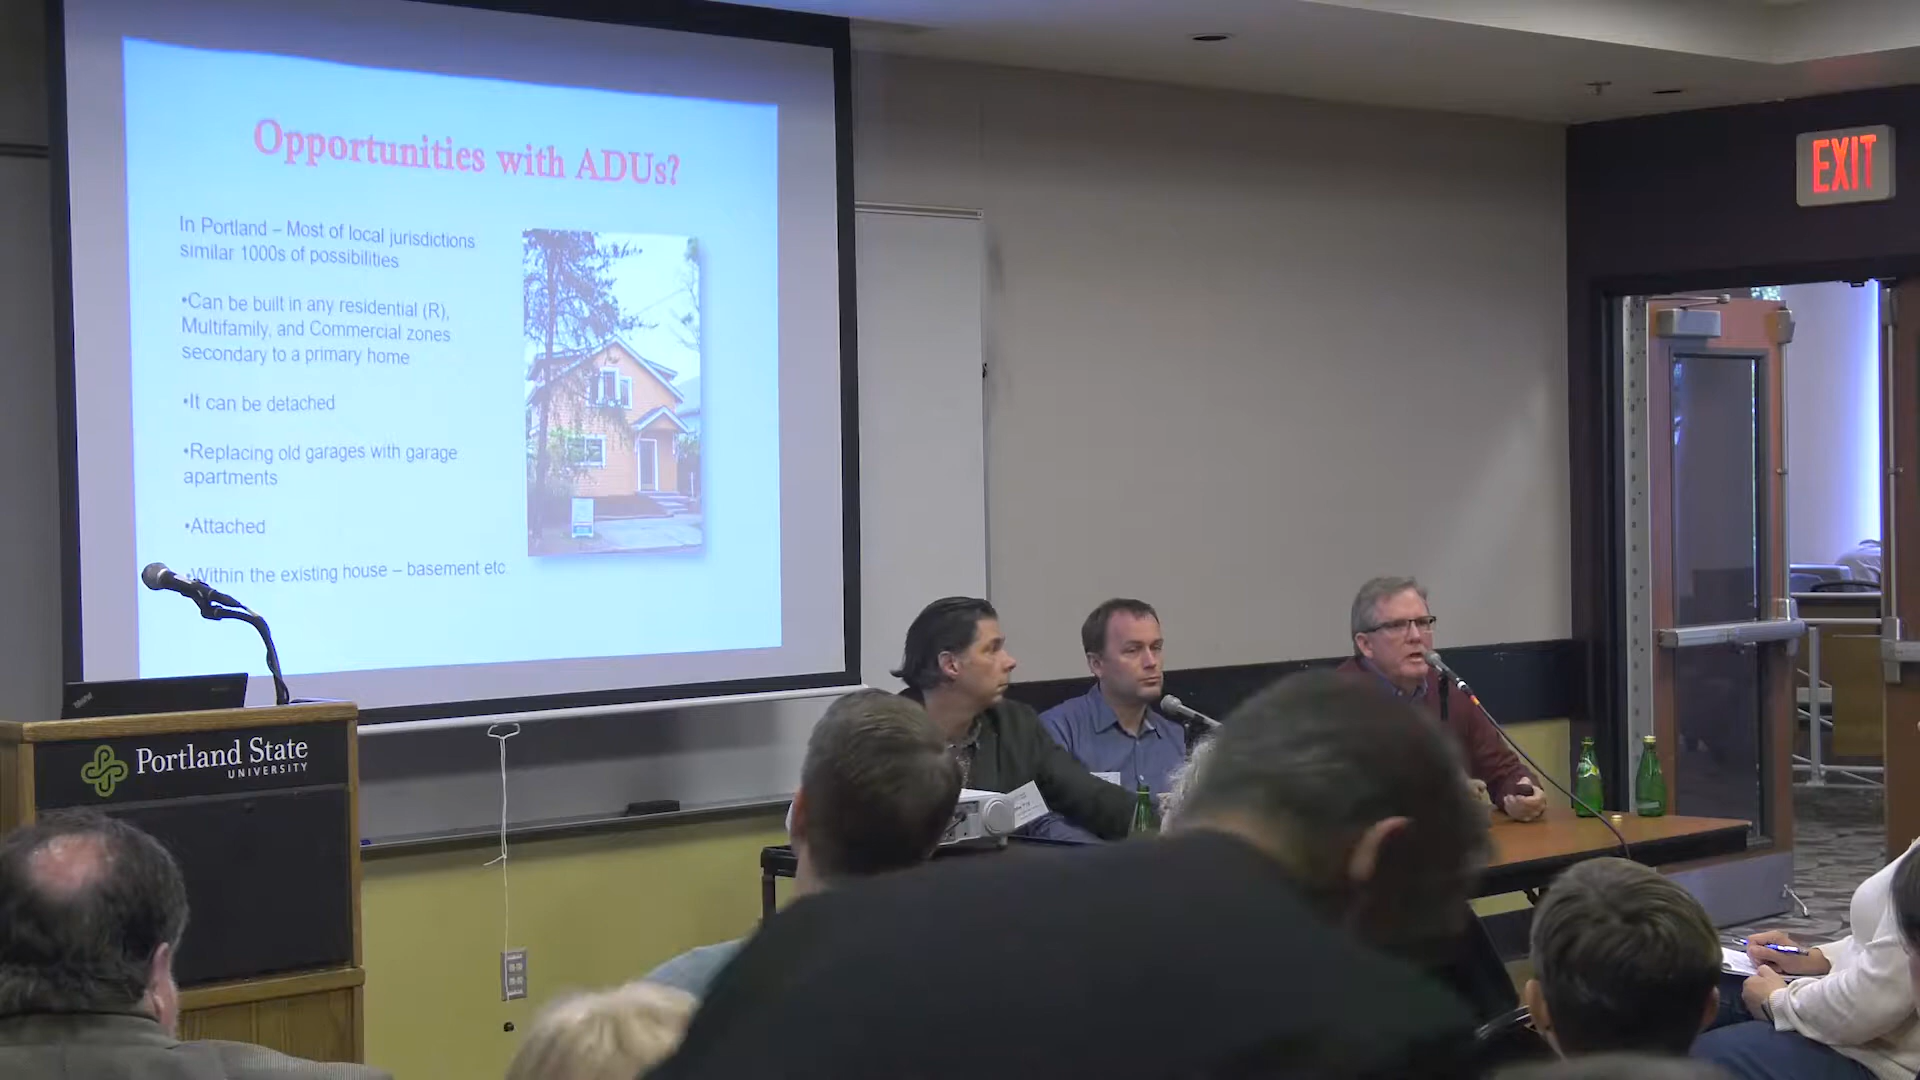 Opportunities with ADUs?
In Portland – Most of local jurisdictions
similar 1000s of possibilities
•Can be built in any residential (R),
Multifamily, and Commercial zones
secondary to a primary home
•It can be detached
•Replacing old garages with garage
apartments
•Attached
•Within the existing house – basement etc.
EXIT
Portland State
UNIVERSITY